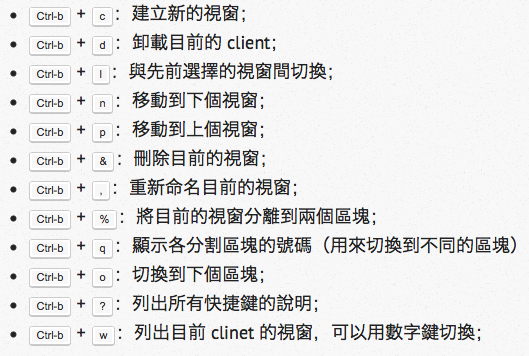 • Ctrl-b + c：建立新的視窗；
• Ctrl-b + d：卸載目前的 client；
• Ctrl-b + l：與先前選擇的視窗間切換；
• Ctrl-b + n：移動到下個視窗；
• Ctrl-b + p：移動到上個視窗；
• Ctrl-b + &：刪除目前的視窗；
• Ctrl-b + ,：重新命名目前的視窗；
• Ctrl-b + %：將目前的視窗分離到兩個區塊；
• Ctrl-b + q：顯示各分割區塊的號碼（用來切換到不同的區塊）
• Ctrl-b + o：切換到下個區塊；
• Ctrl-b + ?：列出所有快捷鍵的說明；
• Ctrl-b + w：列出目前 clinet 的視窗，可以用數字鍵切換；